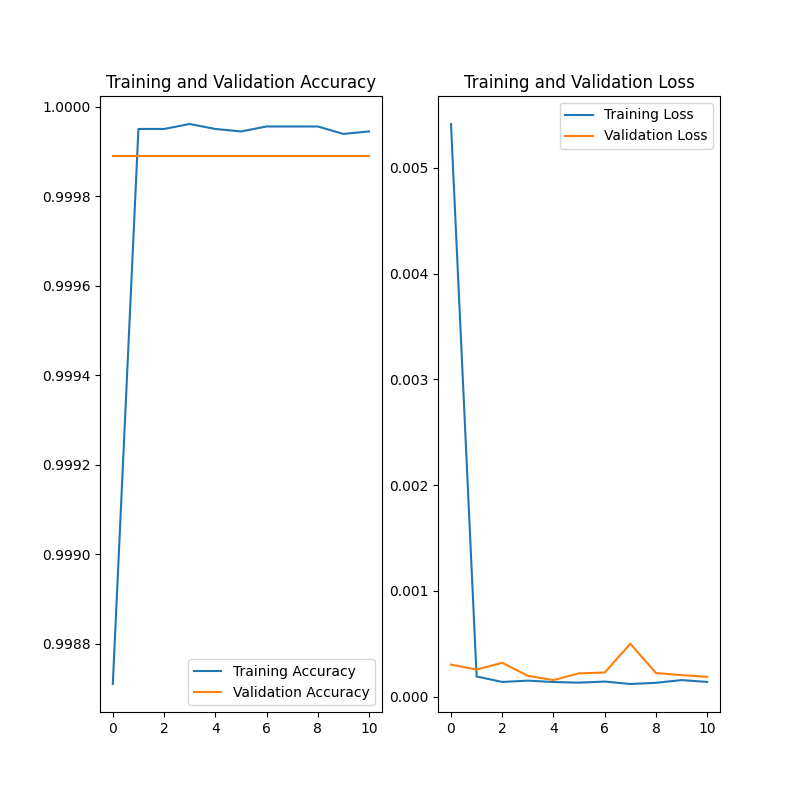 Training and Validation Accuracy
1.0000
0.9998
0.9996
0.9994
0.9992
0.9990
0.9988
0 2 4 6 8 10
Training Accuracy
Validation Accuracy
Training and Validation Loss
0.005
0.004
0.003
0.002
0.001
0.000
0 2 4 6 8 10
Training Loss
Validation Loss